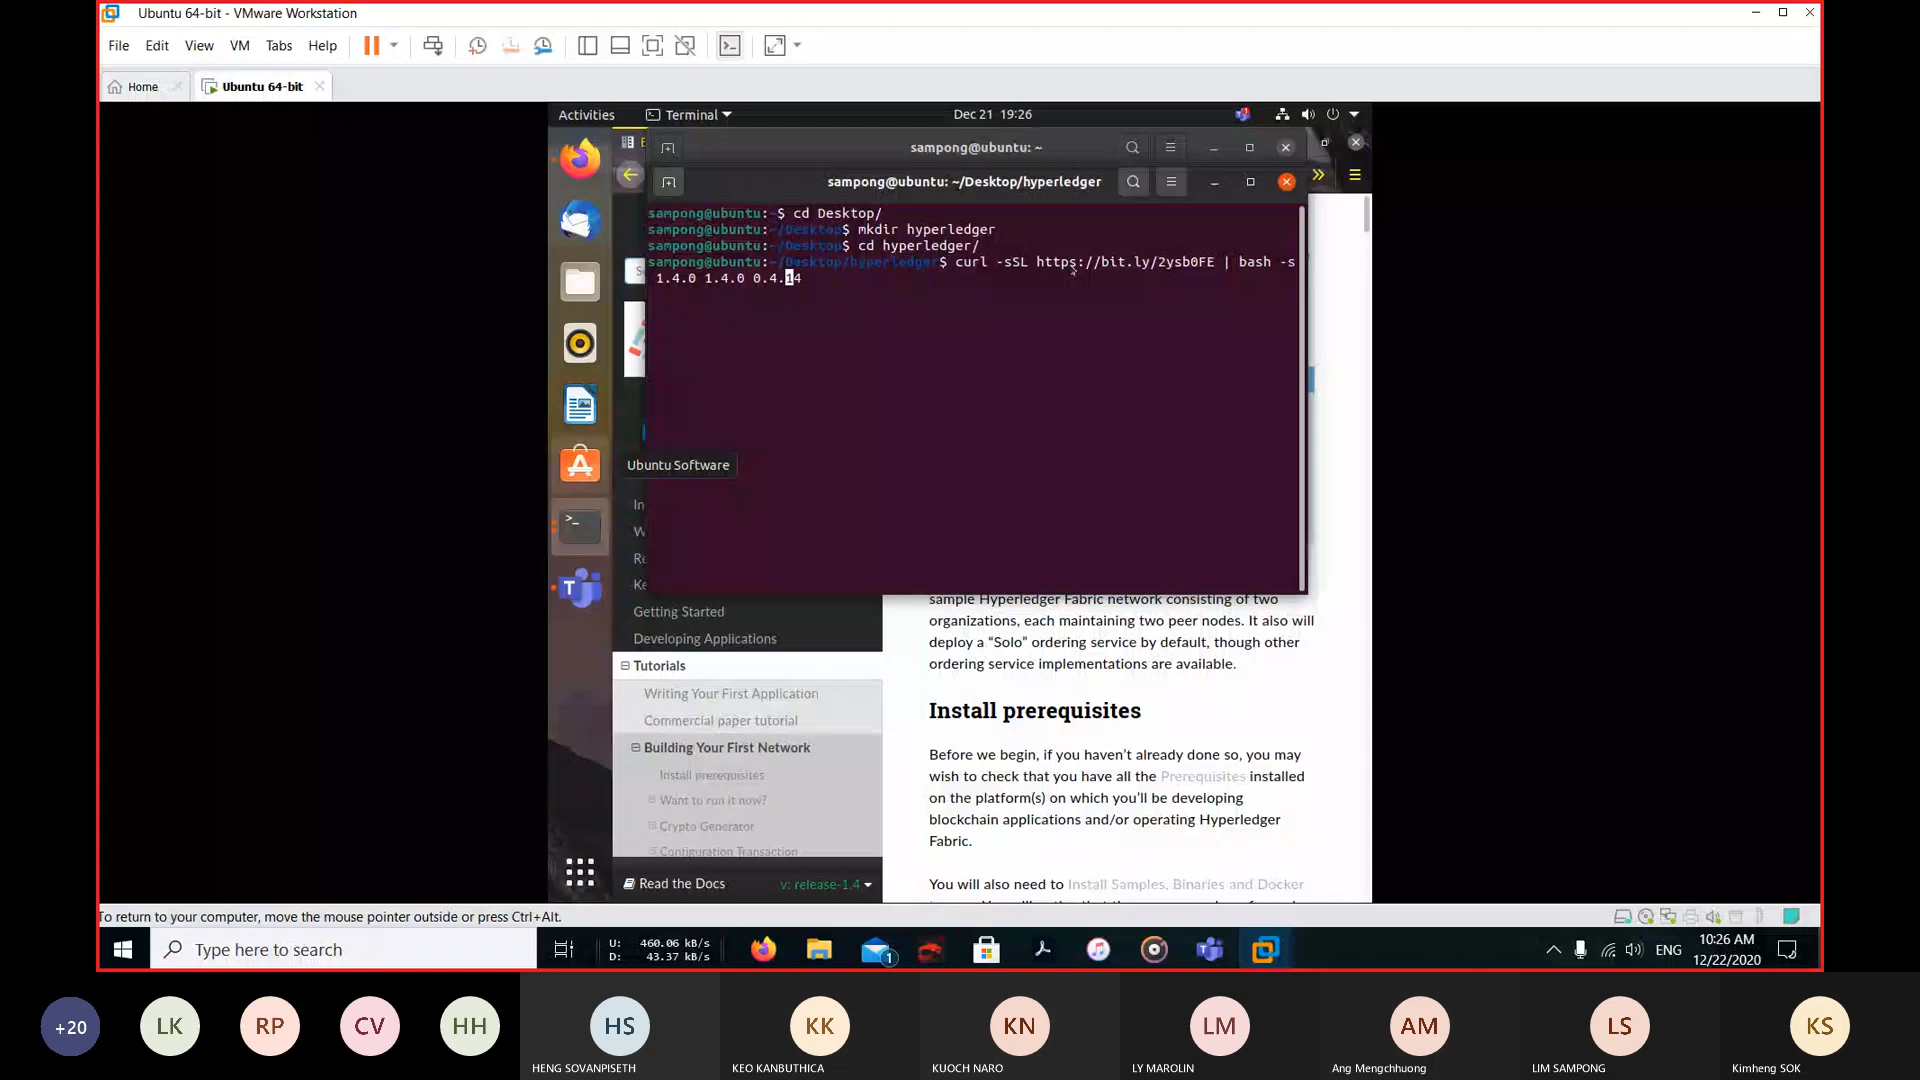 Ubuntu 64-bit - VMware Workstation
File Edit View VM Tabs Help
Home
Ubuntu 64-bit
Activities
Terminal
Dec 21 19:26
sampong@ubuntu: ~
sampong@ubuntu: ~/Desktop/hyperledger
sampong@ubuntu:~$ cd Desktop/
sampong@ubuntu:~/Desktop$ mkdir hyperledger
sampong@ubuntu:~/Desktop$ cd hyperledger/
sampong@ubuntu:~/Desktop/hyperledger$ curl -sSL https://bit.ly/2ysb0FE | bash -s
1.4.0 1.4.0 0.4.14
Ubuntu Software
Getting Started
Developing Applications
Tutorials
Writing Your First Application
Commercial paper tutorial
Building Your First Network
Install prerequisites
Want to run it now?
Crypto Generator
Configuration Transaction
Read the Docs
v: release-1.4
sample Hyperledger Fabric network consisting of two
organizations, each maintaining two peer nodes. It also will
deploy a “Solo” ordering service by default, though other
ordering service implementations are available.
Install prerequisites
Before we begin, if you haven’t already done so, you may
wish to check that you have all the Prerequisites installed
on the platform(s) on which you’ll be developing
blockchain applications and/or operating Hyperledger
Fabric.
You will also need to Install Samples, Binaries and Docker
To return to your computer, move the mouse pointer outside or press Ctrl+Alt.
Type here to search
U: 460.06 kB/s
D: 43.37 kB/s
1
ENG
10:26 AM
12/22/2020
+20
LK
RP
CV
HH
HS
KK
KN
LM
AM
LS
KS
HENG SOVANPISETH
KEO KANBUTHICA
KUOCH NARO
LY MAROLIN
Ang Mengchhuong
LIM SAMPONG
Kimheng SOK